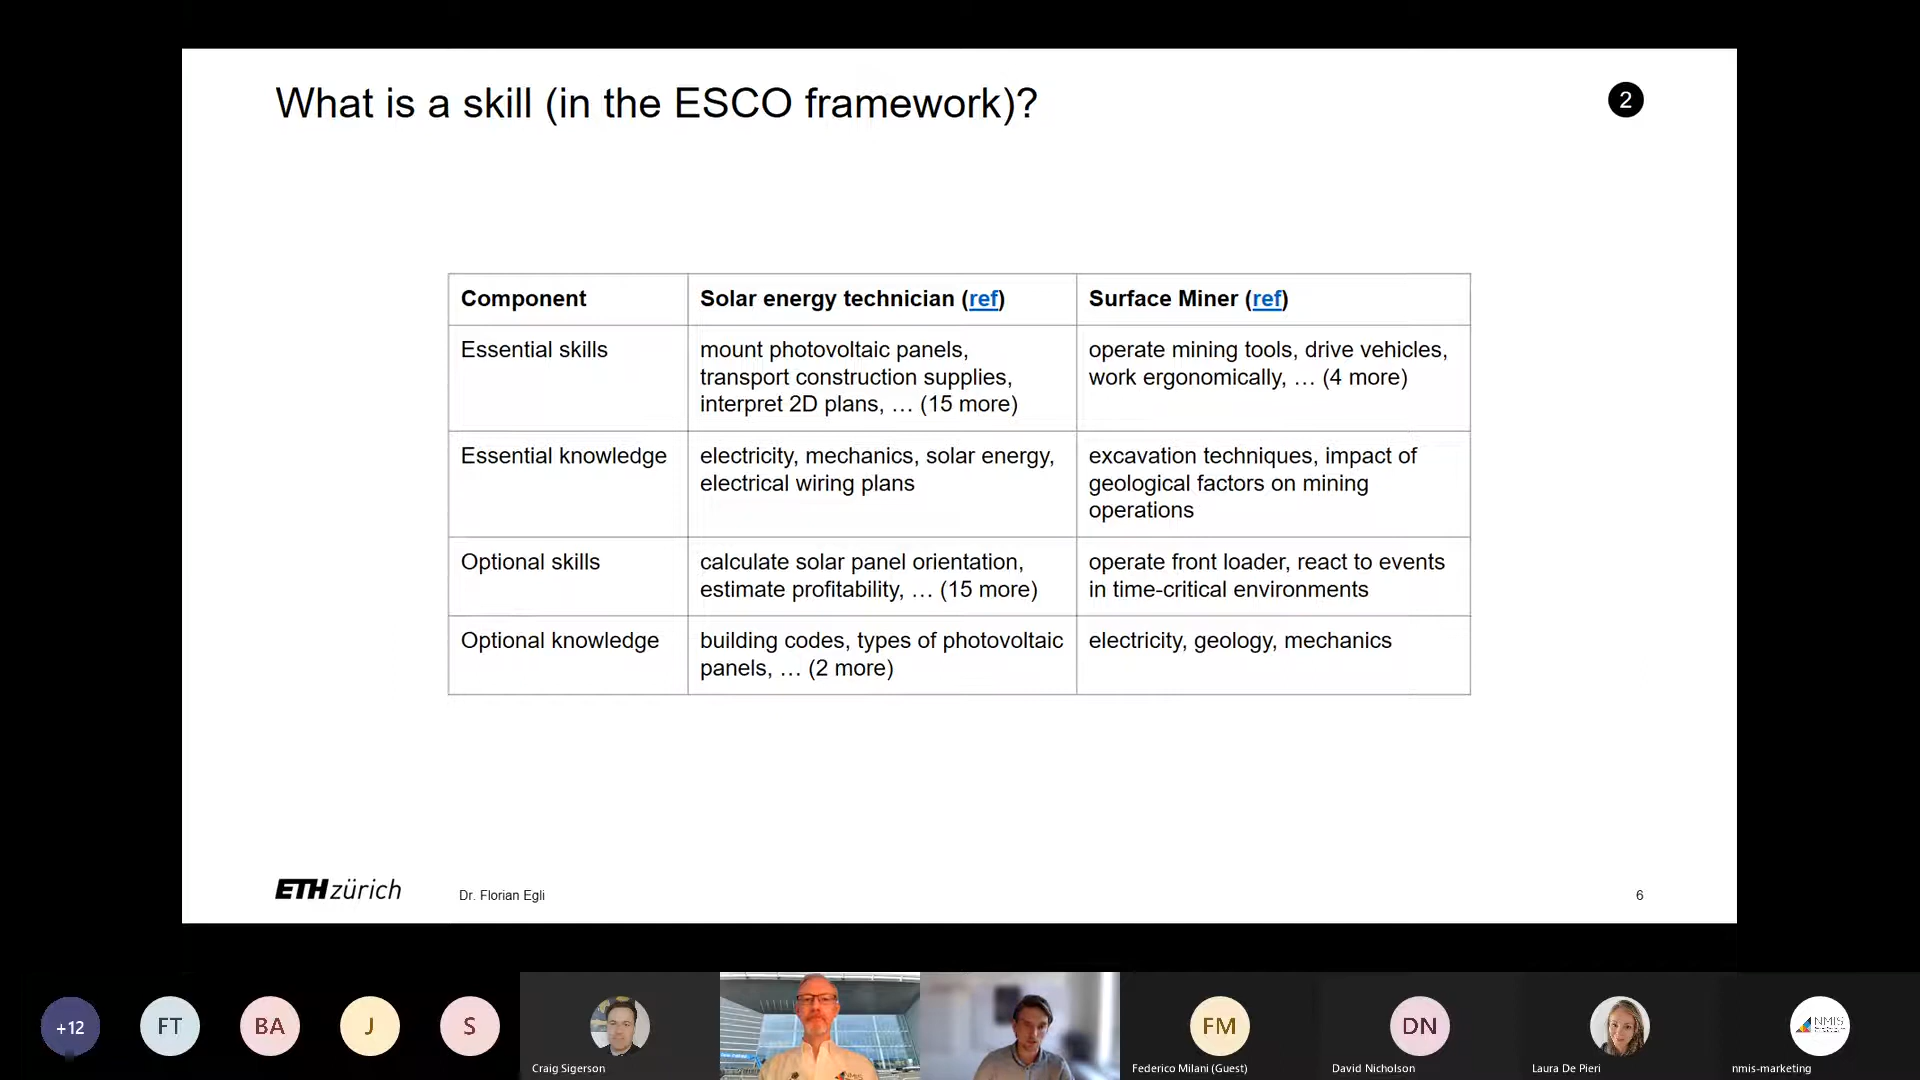 What is a skill (in the ESCO framework)?
2
Component
Solar energy technician (ref)
Surface Miner (ref)
Essential skills
mount photovoltaic panels,
transport construction supplies,
interpret 2D plans, … (15 more)
operate mining tools, drive vehicles,
work ergonomically, … (4 more)
Essential knowledge
electricity, mechanics, solar energy,
electrical wiring plans
excavation techniques, impact of
geological factors on mining
operations
Optional skills
calculate solar panel orientation,
estimate profitability, … (15 more)
operate front loader, react to events
in time-critical environments
Optional knowledge
building codes, types of photovoltaic
panels, … (2 more)
electricity, geology, mechanics
ETH zürich
Dr. Florian Egli
6
+12
FT
BA
J
S
Craig Sigerson
NMIS
FM
Federico Milani (Guest)
DN
David Nicholson
Laura De Pieri
NMIS
nmis-marketing